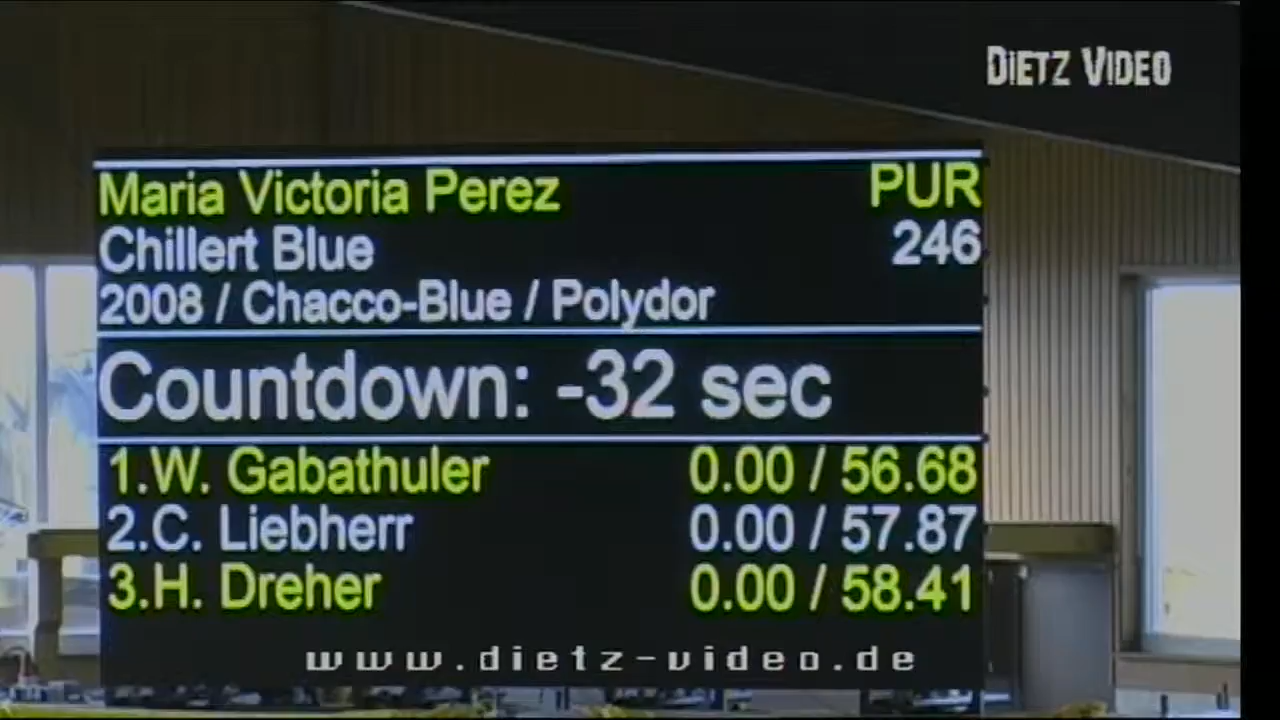 DiETZ ViDEO
Maria Victoria Perez PUR
Chillert Blue 246
2008 / Chacco-Blue / Polydor
Countdown: -32 sec
1.W. Gabathuler 0.00 / 56.68
2.C. Liebherr 0.00 / 57.87
3.H. Dreher 0.00 / 58.41
www.dietz-video.de